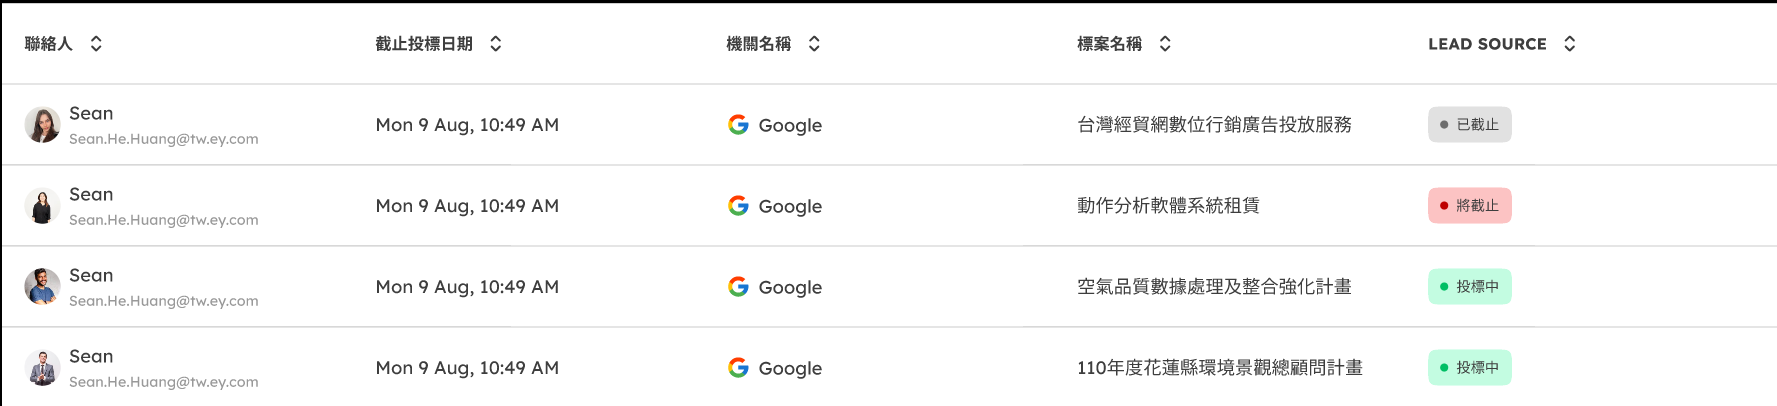 聯絡人 截止投標日期 機關名稱 標案名稱 LEAD SOURCE
Sean
Sean.He.Huang@tw.ey.com
Mon 9 Aug, 10:49 AM
Google
台灣經貿網數位行銷廣告投放服務
已截止
Sean
Sean.He.Huang@tw.ey.com
Mon 9 Aug, 10:49 AM
Google
動作分析軟體系統租賃
將截止
Sean
Sean.He.Huang@tw.ey.com
Mon 9 Aug, 10:49 AM
Google
空氣品質數據處理及整合強化計畫
投標中
Sean
Sean.He.Huang@tw.ey.com
Mon 9 Aug, 10:49 AM
Google
110年度花蓮縣環境景觀總顧問計畫
投標中